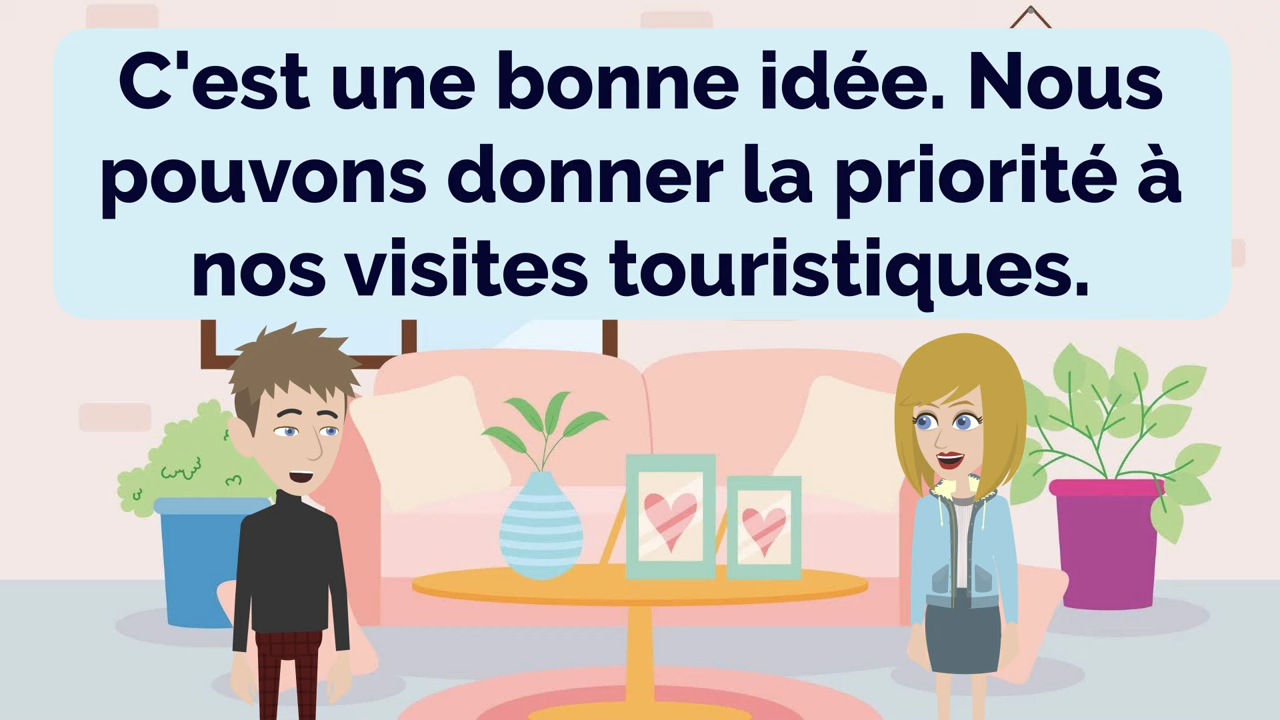 C'est une bonne idée. Nous
pouvons donner la priorité à
nos visites touristiques.